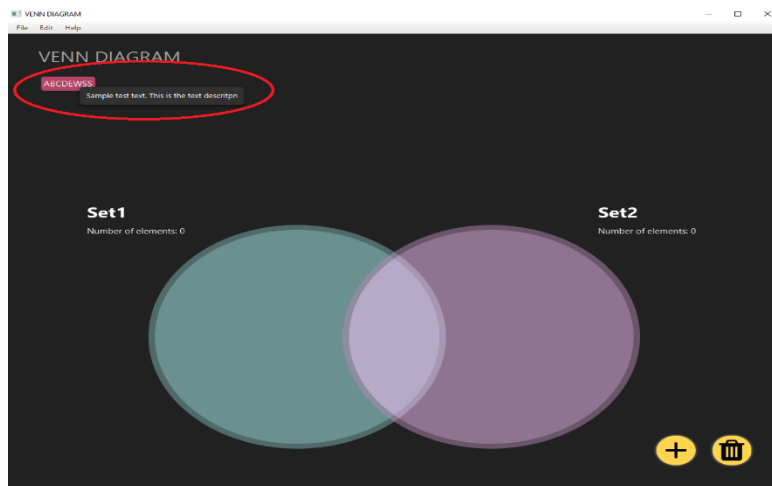 VENN DIAGRAM
File Edit Help
VENN DIAGRAM
ABCDEWSS
Sample test text. This is the text descritpn
Set1
Number of elements: 0
Set2
Number of elements: 0